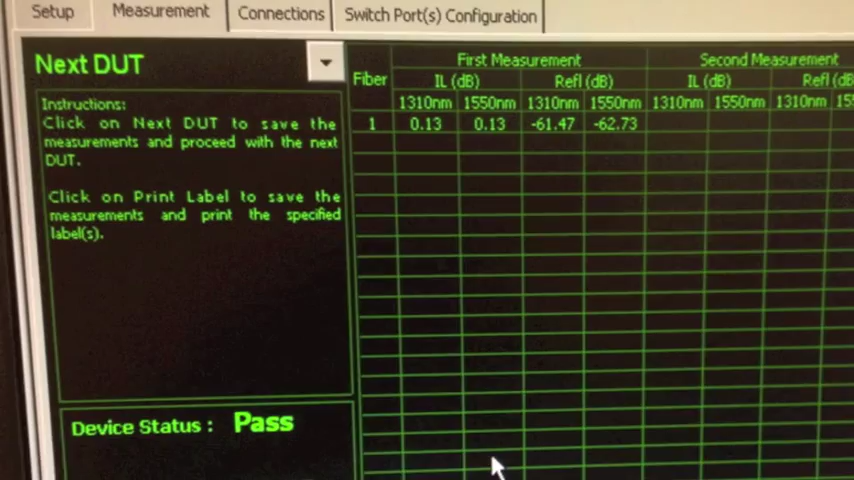 Setup
Measurement
Connections
Switch Port(s) Configuration
Next DUT
Instructions:
Click on Next DUT to save the
measurements and proceed with the next
DUT.
Click on Print Label to save the
measurements and print the specified
label(s).
Device Status : Pass
Fiber
First Measurement
Second Measurement
IL (dB)
Refl (dB)
IL (dB)
Refl (dB
1310nm 1550nm 1310nm 1550nm 1310nm 1550nm 1310nm 15
1 0.13 0.13 -61.47 -62.73